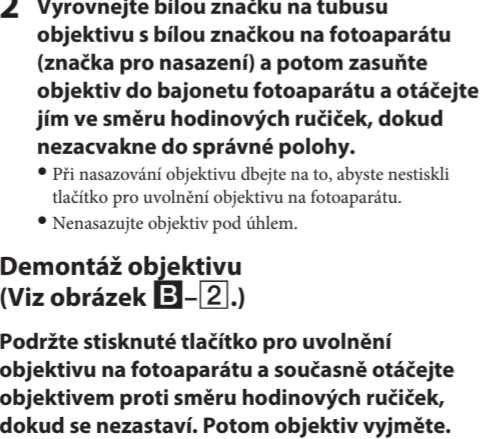 2 Vyrovnejte bílou značku na tubusu
objektivu s bílou značkou na fotoaparátu
(značka pro nasazení) a potom zasuňte
objektiv do bajonetu fotoaparátu a otáčejte
jím ve směru hodinových ručiček, dokud
nezacvakne do správné polohy.
• Při nasazování objektivu dbejte na to, abyste nestiskli
tlačítko pro uvolnění objektivu na fotoaparátu.
• Nenasazujte objektiv pod úhlem.
Demontáž objektivu
(Viz obrázek B–2.)
Podržte stisknuté tlačítko pro uvolnění
objektivu na fotoaparátu a současně otáčejte
objektivem proti směru hodinových ručiček,
dokud se nezastaví. Potom objektiv vyjměte.